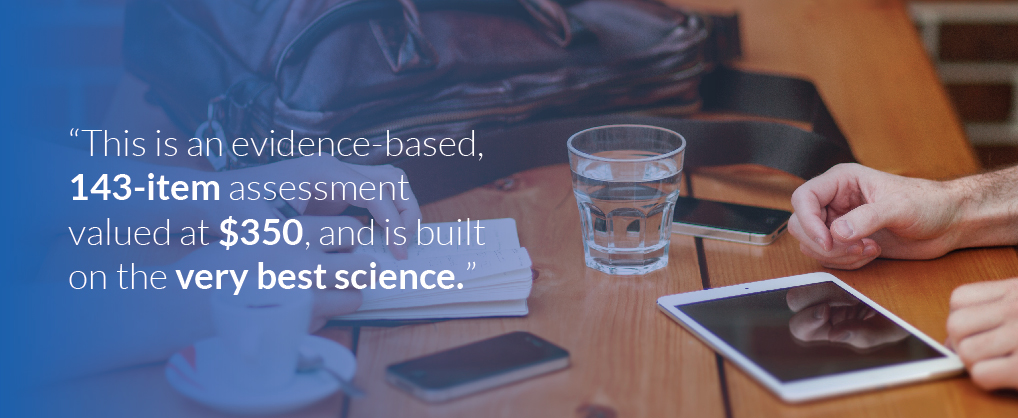 “This is an evidence-based,
143-item assessment
valued at $350, and is built
on the very best science.”